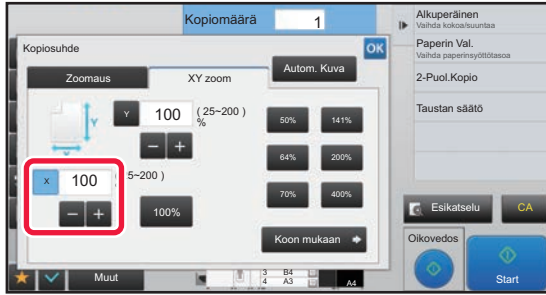 Kopiomäärä 1
Kopiosuhde
OK
Zoomaus
XY zoom
Autom. Kuva
Y
Y 100 ( 25~200 )
%
50% 141%
64% 200%
70% 400%
X 100 5~200 )
100%
Koon mukaan
Muut
3 B4
4 A3
A4
Alkuperäinen
Vaihda kokoa/suuntaa
Paperin Val.
Vaihda paperinsyöttötasoa
2-Puol.Kopio
Taustan säätö
Esikatselu
CA
Oikovedos
Start